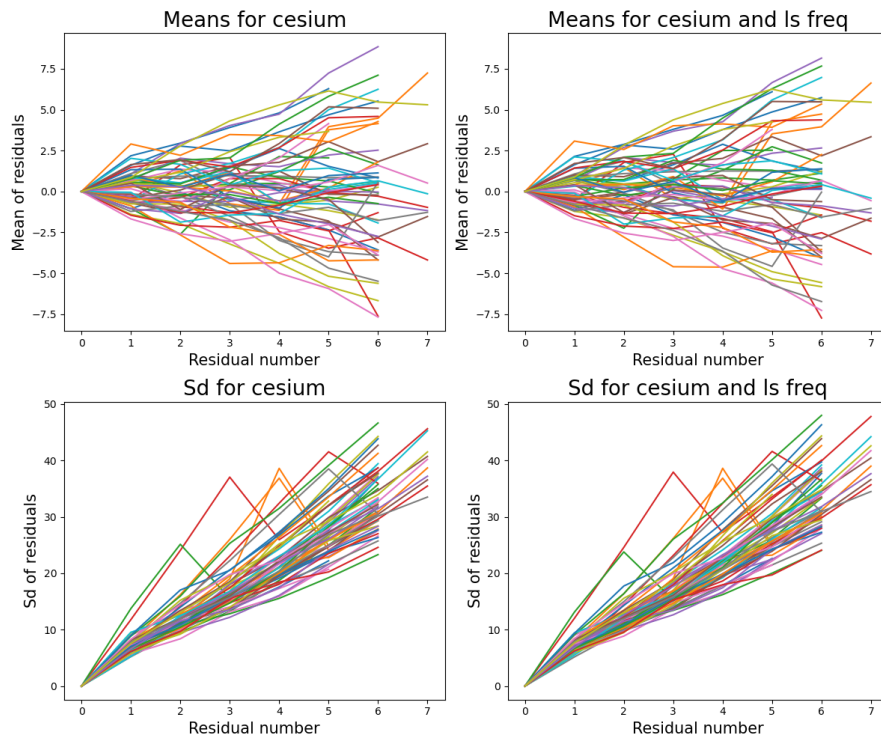 Means for cesium
Means for cesium and ls freq
7.5
5.0
2.5
0.0
−2.5
−5.0
−7.5
Mean of residuals
0 1 2 3 4 5 6 7
Residual number
7.5
5.0
2.5
0.0
−2.5
−5.0
−7.5
Mean of residuals
0 1 2 3 4 5 6 7
Residual number
Sd for cesium
Sd for cesium and ls freq
50
40
30
20
10
0
Sd of residuals
0 1 2 3 4 5 6 7
Residual number
50
40
30
20
10
0
Sd of residuals
0 1 2 3 4 5 6 7
Residual number